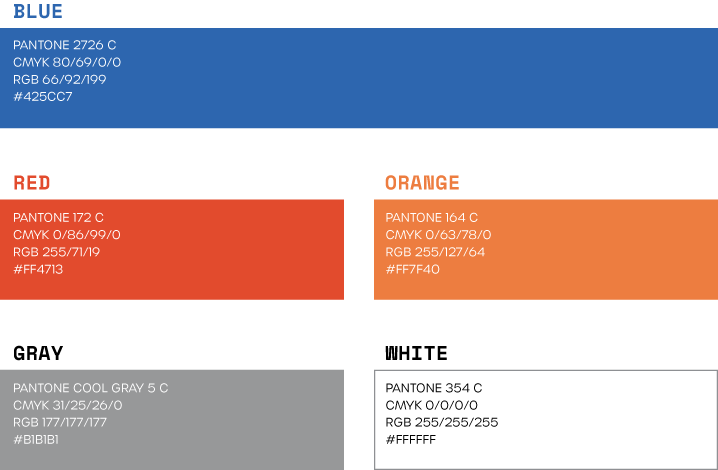 BLUE
PANTONE 2726 C
CMYK 80/69/0/0
RGB 66/92/199
#425CC7
RED
PANTONE 172 C
CMYK 0/86/99/0
RGB 255/71/19
#FF4713
ORANGE
PANTONE 164 C
CMYK 0/63/78/0
RGB 255/127/64
#FF7F40
GRAY
PANTONE COOL GRAY 5 C
CMYK 31/25/26/0
RGB 177/177/177
#B1B1B1
WHITE
PANTONE 354 C
CMYK 0/0/0/0
RGB 255/255/255
#FFFFFF